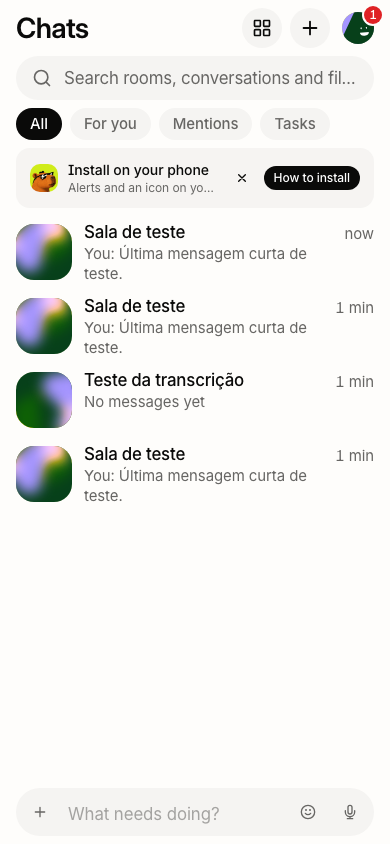 Chats
1
Search rooms, conversations and fil...
All
For you
Mentions
Tasks
Install on your phone
Alerts and an icon on yo...
How to install
Sala de teste
now
You: Última mensagem curta de
teste.
Sala de teste
1 min
You: Última mensagem curta de
teste.
Teste da transcrição
1 min
No messages yet
Sala de teste
1 min
You: Última mensagem curta de
teste.
What needs doing?